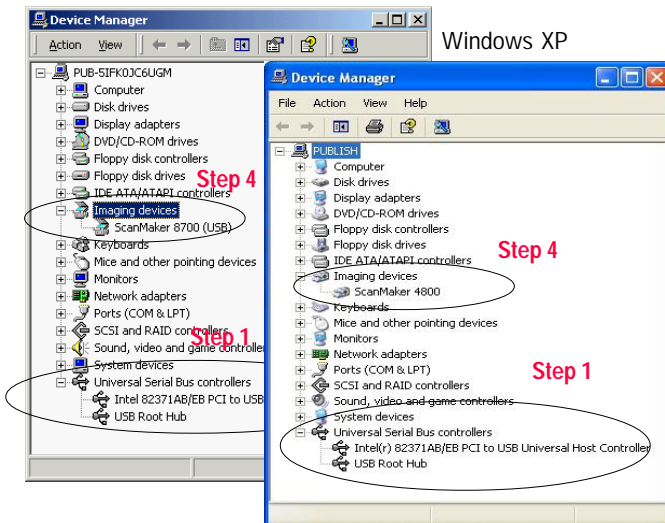 Device Manager
Action View
PUB-5IFK0JC6UGM
Computer
Disk drives
Display adapters
DVD/CD-ROM drives
Floppy disk controllers
Floppy disk drives
Step 4
IDE ATA/ATAPI controllers
Imaging devices
ScanMaker 8700 (USB)
Keyboards
Mice and other pointing devices
Monitors
Network adapters
Ports (COM & LPT)
SCSI and RAID controllers
Step 1
Sound, video and game controlle
System devices
Universal Serial Bus controllers
Intel 82371AB/EB PCI to USB
USB Root Hub
Windows XP
Device Manager
File Action View Help
PUBLISH
Computer
Disk drives
Display adapters
DVD/CD-ROM drives
Floppy disk controllers
Floppy disk drives
Step 4
IDE ATA/ATAPI controllers
Imaging devices
ScanMaker 4800
Keyboards
Mice and other pointing devices
Monitors
Network adapters
Ports (COM & LPT)
Step 1
SCSI and RAID controllers
Sound, video and game controllers
System devices
Universal Serial Bus controllers
Intel(r) 82371AB/EB PCI to USB Universal Host Controller
USB Root Hub